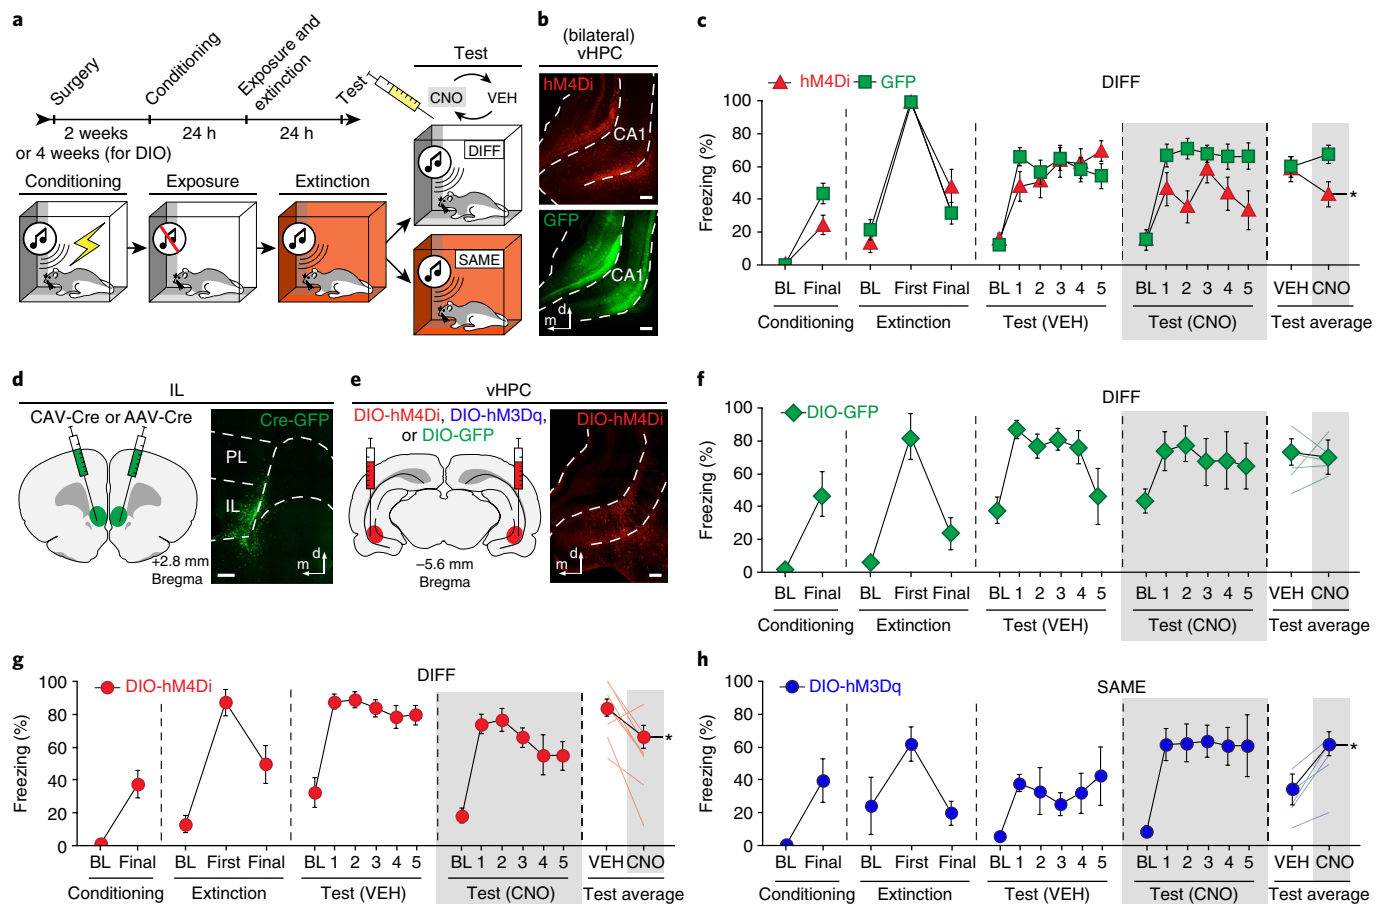 a
Surgery
Conditioning
Exposure and
extinction
Test
2 weeks
or 4 weeks (for DIO)
24 h
24 h
Conditioning
Exposure
Extinction
Test
CNO
VEH
DIFF
SAME
b
(bilateral)
vHPC
hM4Di
CA1
GFP
CA1
d
m
c
hM4Di
GFP
DIFF
Freezing (%)
100
80
60
40
20
0
BL Final
BL First Final
BL 1 2 3 4 5
BL 1 2 3 4 5
VEH CNO
Conditioning
Extinction
Test (VEH)
Test (CNO)
Test average
*
d
IL
CAV-Cre or AAV-Cre
+2.8 mm
Bregma
Cre-GFP
PL
IL
d
m
e
vHPC
DIO-hM4Di, DIO-hM3Dq,
or DIO-GFP
–5.6 mm
Bregma
DIO-hM4Di
d
m
f
DIO-GFP
DIFF
Freezing (%)
100
80
60
40
20
0
BL Final
BL First Final
BL 1 2 3 4 5
BL 1 2 3 4 5
VEH CNO
Conditioning
Extinction
Test (VEH)
Test (CNO)
Test average
g
DIO-hM4Di
DIFF
Freezing (%)
100
80
60
40
20
0
BL Final
BL First Final
BL 1 2 3 4 5
BL 1 2 3 4 5
VEH CNO
Conditioning
Extinction
Test (VEH)
Test (CNO)
Test average
*
h
DIO-hM3Dq
SAME
Freezing (%)
100
80
60
40
20
0
BL Final
BL First Final
BL 1 2 3 4 5
BL 1 2 3 4 5
VEH CNO
Conditioning
Extinction
Test (VEH)
Test (CNO)
Test average
*